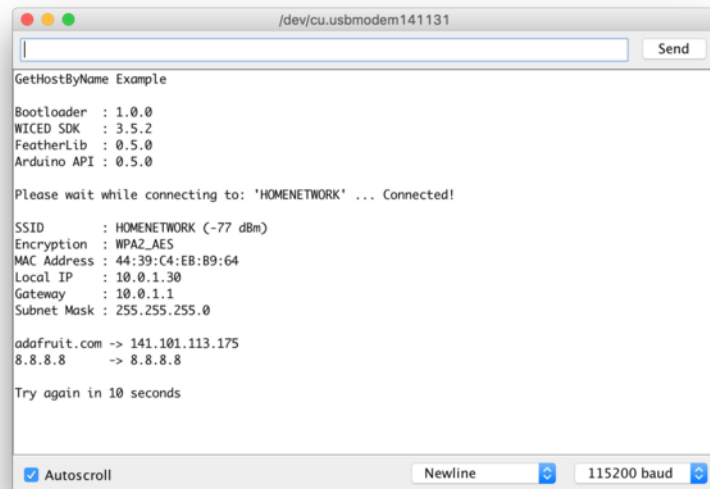 /dev/cu.usbmodem141131
Send
GetHostByName Example
Bootloader : 1.0.0
WICED SDK : 3.5.2
FeatherLib : 0.5.0
Arduino API : 0.5.0
Please wait while connecting to: 'HOMENETWORK' ... Connected!
SSID : HOMENETWORK (-77 dBm)
Encryption : WPA2_AES
MAC Address : 44:39:C4:EB:B9:64
Local IP : 10.0.1.30
Gateway : 10.0.1.1
Subnet Mask : 255.255.255.0
adafruit.com -> 141.101.113.175
8.8.8.8 -> 8.8.8.8
Try again in 10 seconds
Autoscroll Newline 115200 baud